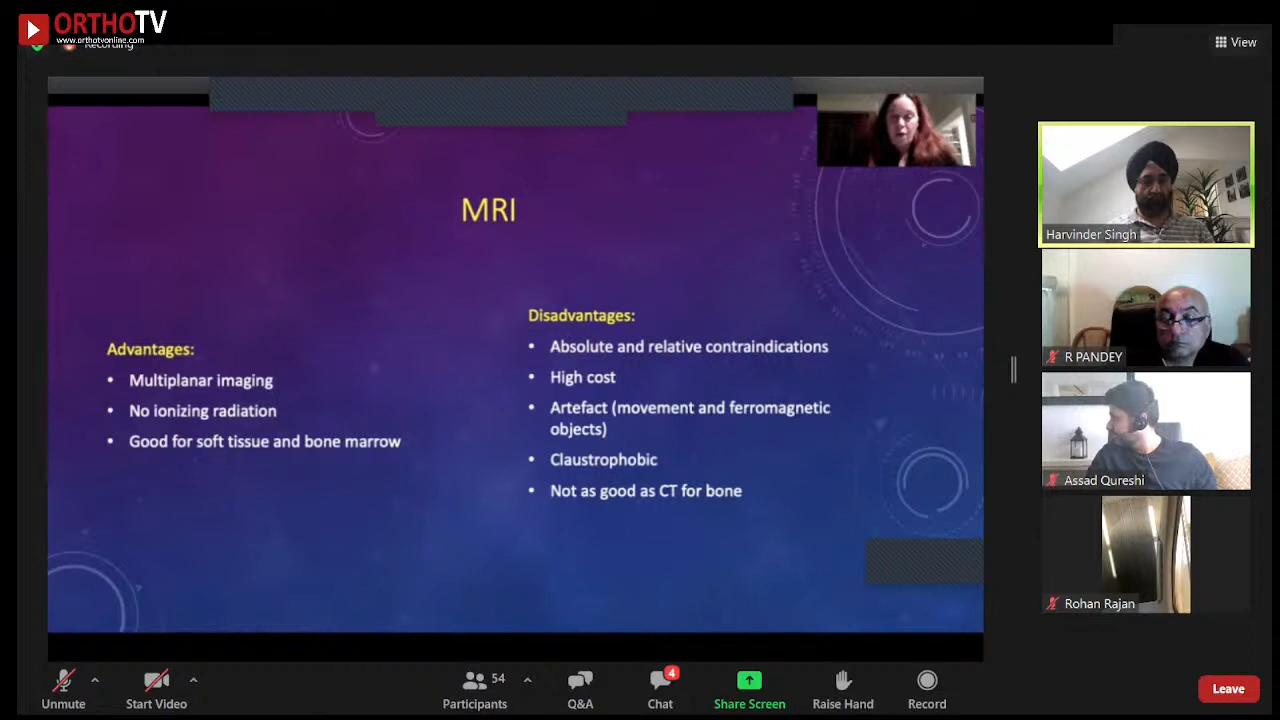 ORTHOTV
www.orthotvonline.com
Recording
View
MRI
Advantages:
• Multiplanar imaging
• No ionizing radiation
• Good for soft tissue and bone marrow
Disadvantages:
• Absolute and relative contraindications
• High cost
• Artefact (movement and ferromagnetic
objects)
• Claustrophobic
• Not as good as CT for bone
Harvinder Singh
R PANDEY
Assad Qureshi
Rohan Rajan
Unmute
Start Video
54
Participants
Q&A
4
Chat
Share Screen
Raise Hand
Record
Leave